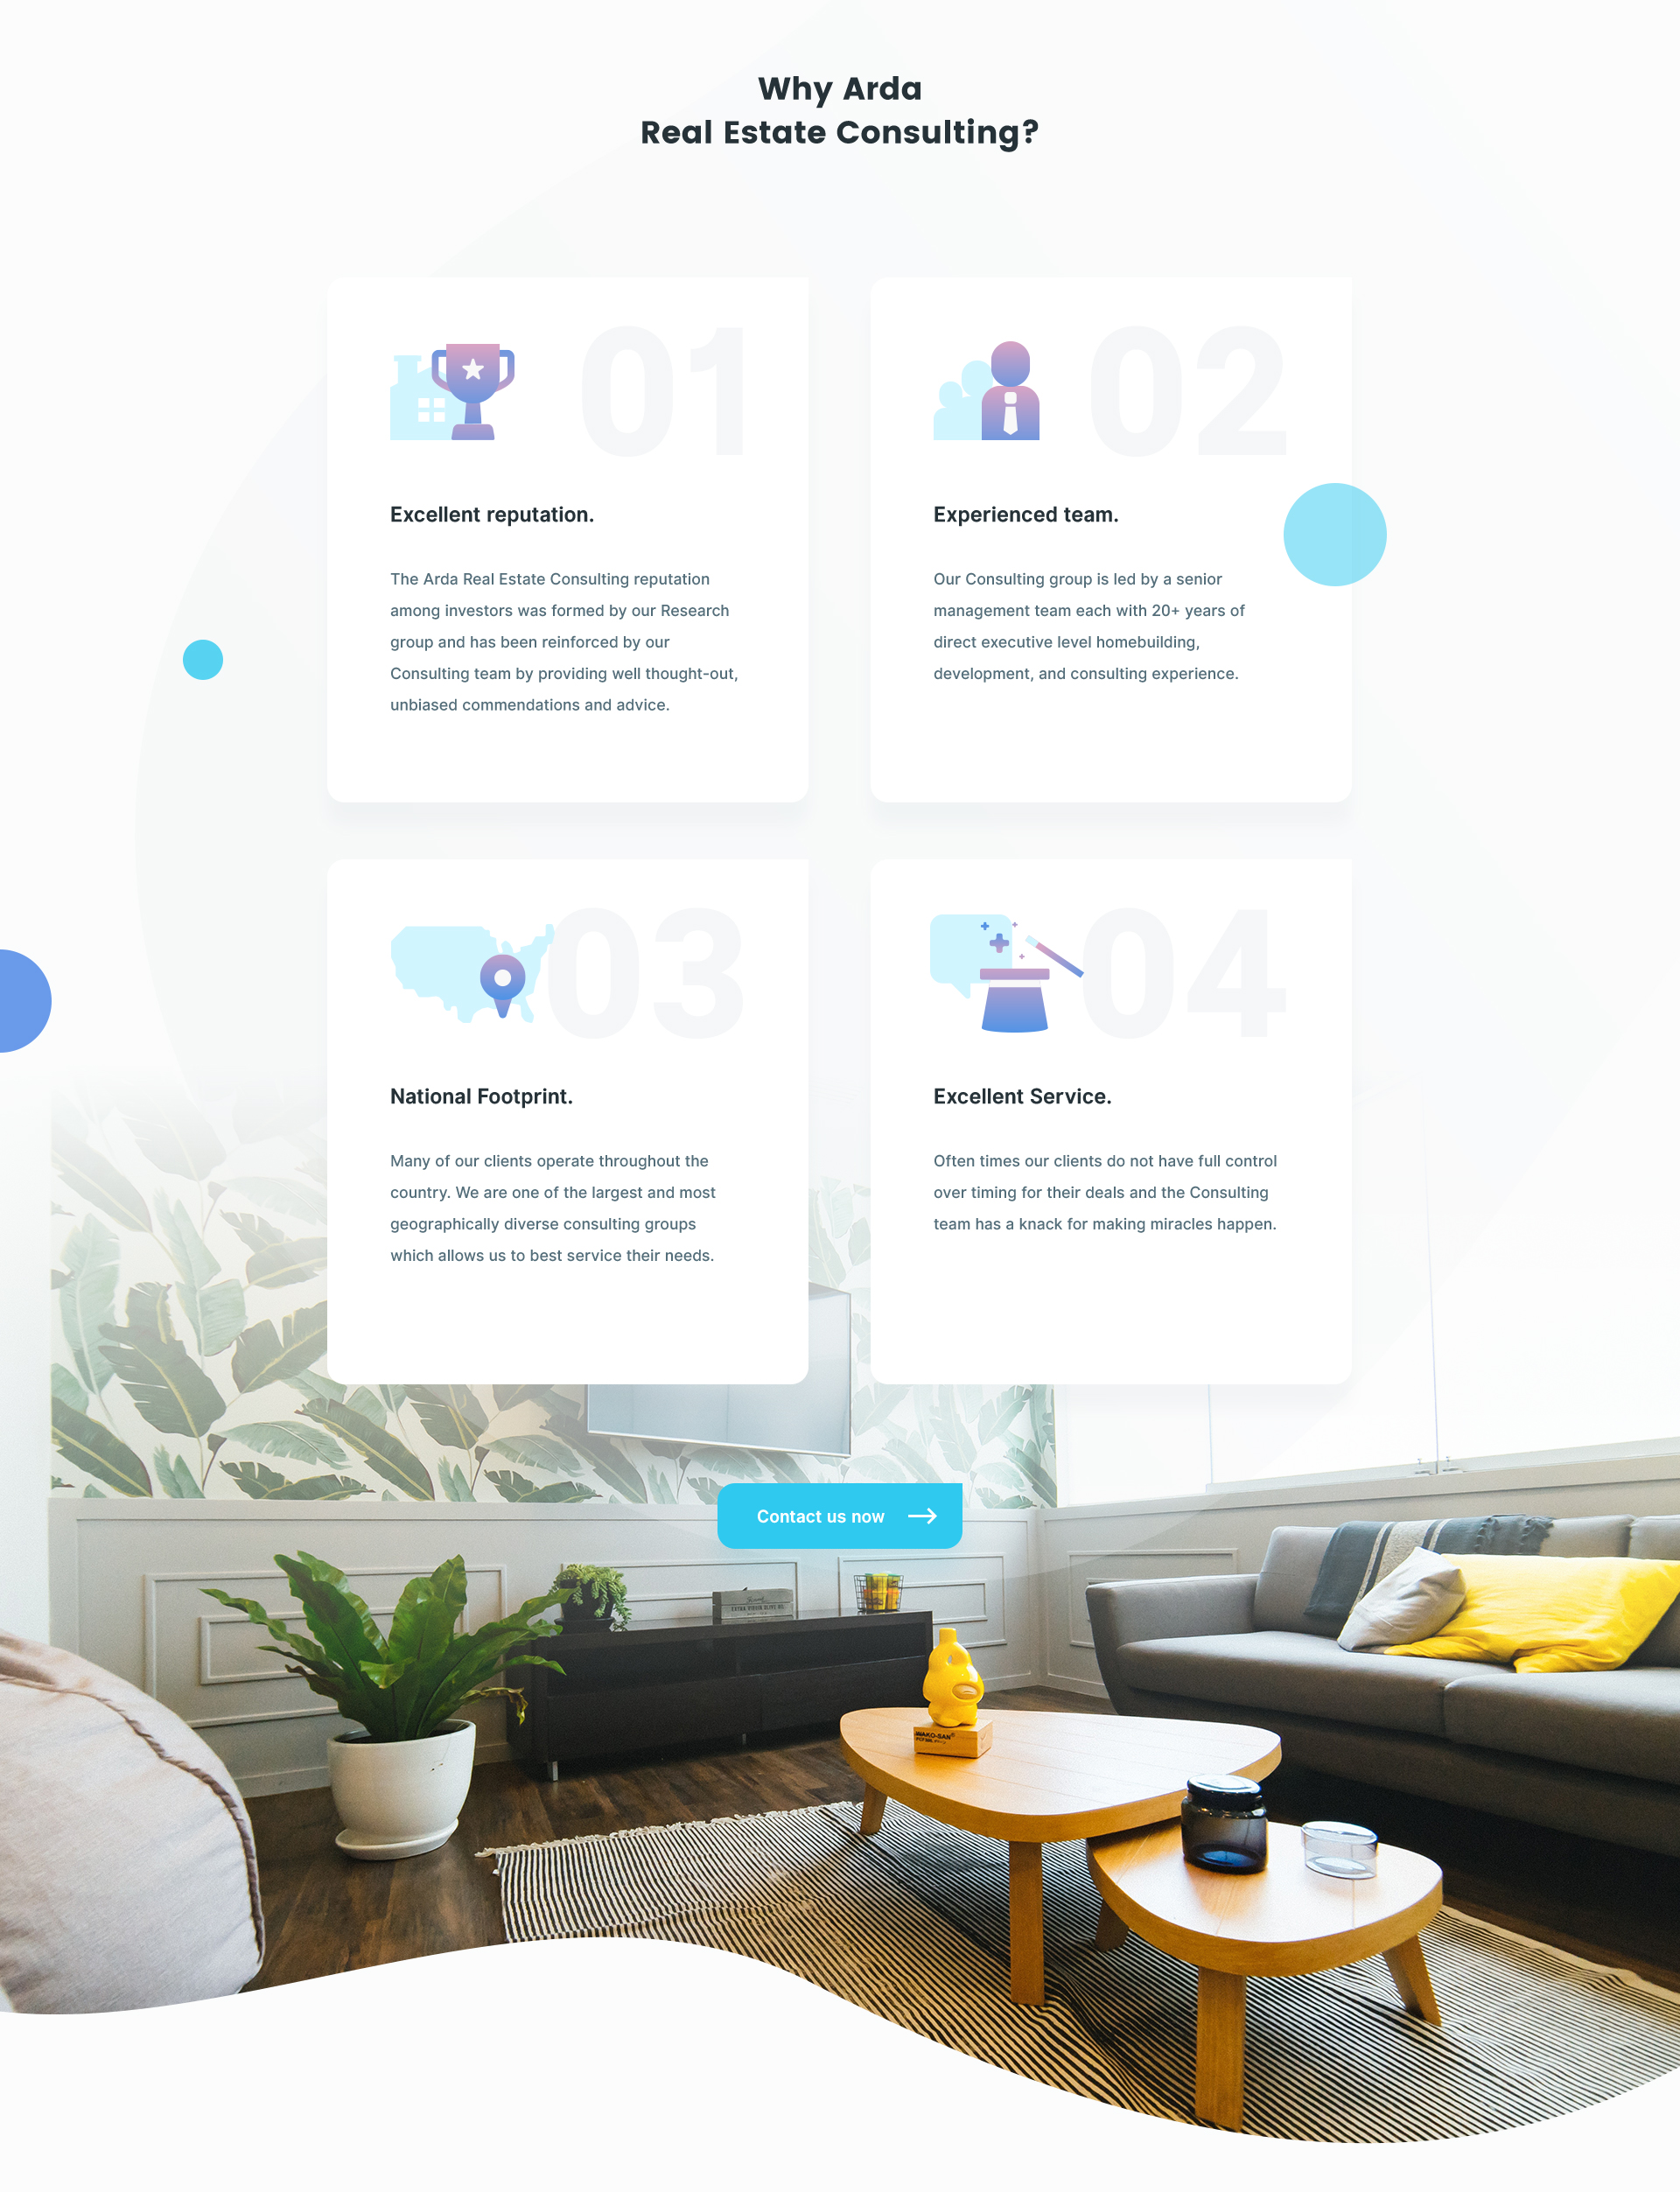 Why Arda
Real Estate Consulting?
01
Excellent reputation.
The Arda Real Estate Consulting reputation
among investors was formed by our Research
group and has been reinforced by our
Consulting team by providing well thought-out,
unbiased commendations and advice.
02
Experienced team.
Our Consulting group is led by a senior
management team each with 20+ years of
direct executive level homebuilding,
development, and consulting experience.
03
National Footprint.
Many of our clients operate throughout the
country. We are one of the largest and most
geographically diverse consulting groups
which allows us to best service their needs.
04
Excellent Service.
Often times our clients do not have full control
over timing for their deals and the Consulting
team has a knack for making miracles happen.
Contact us now
EXTRA VIRGIN OLIVE OIL
WAKO-SAN